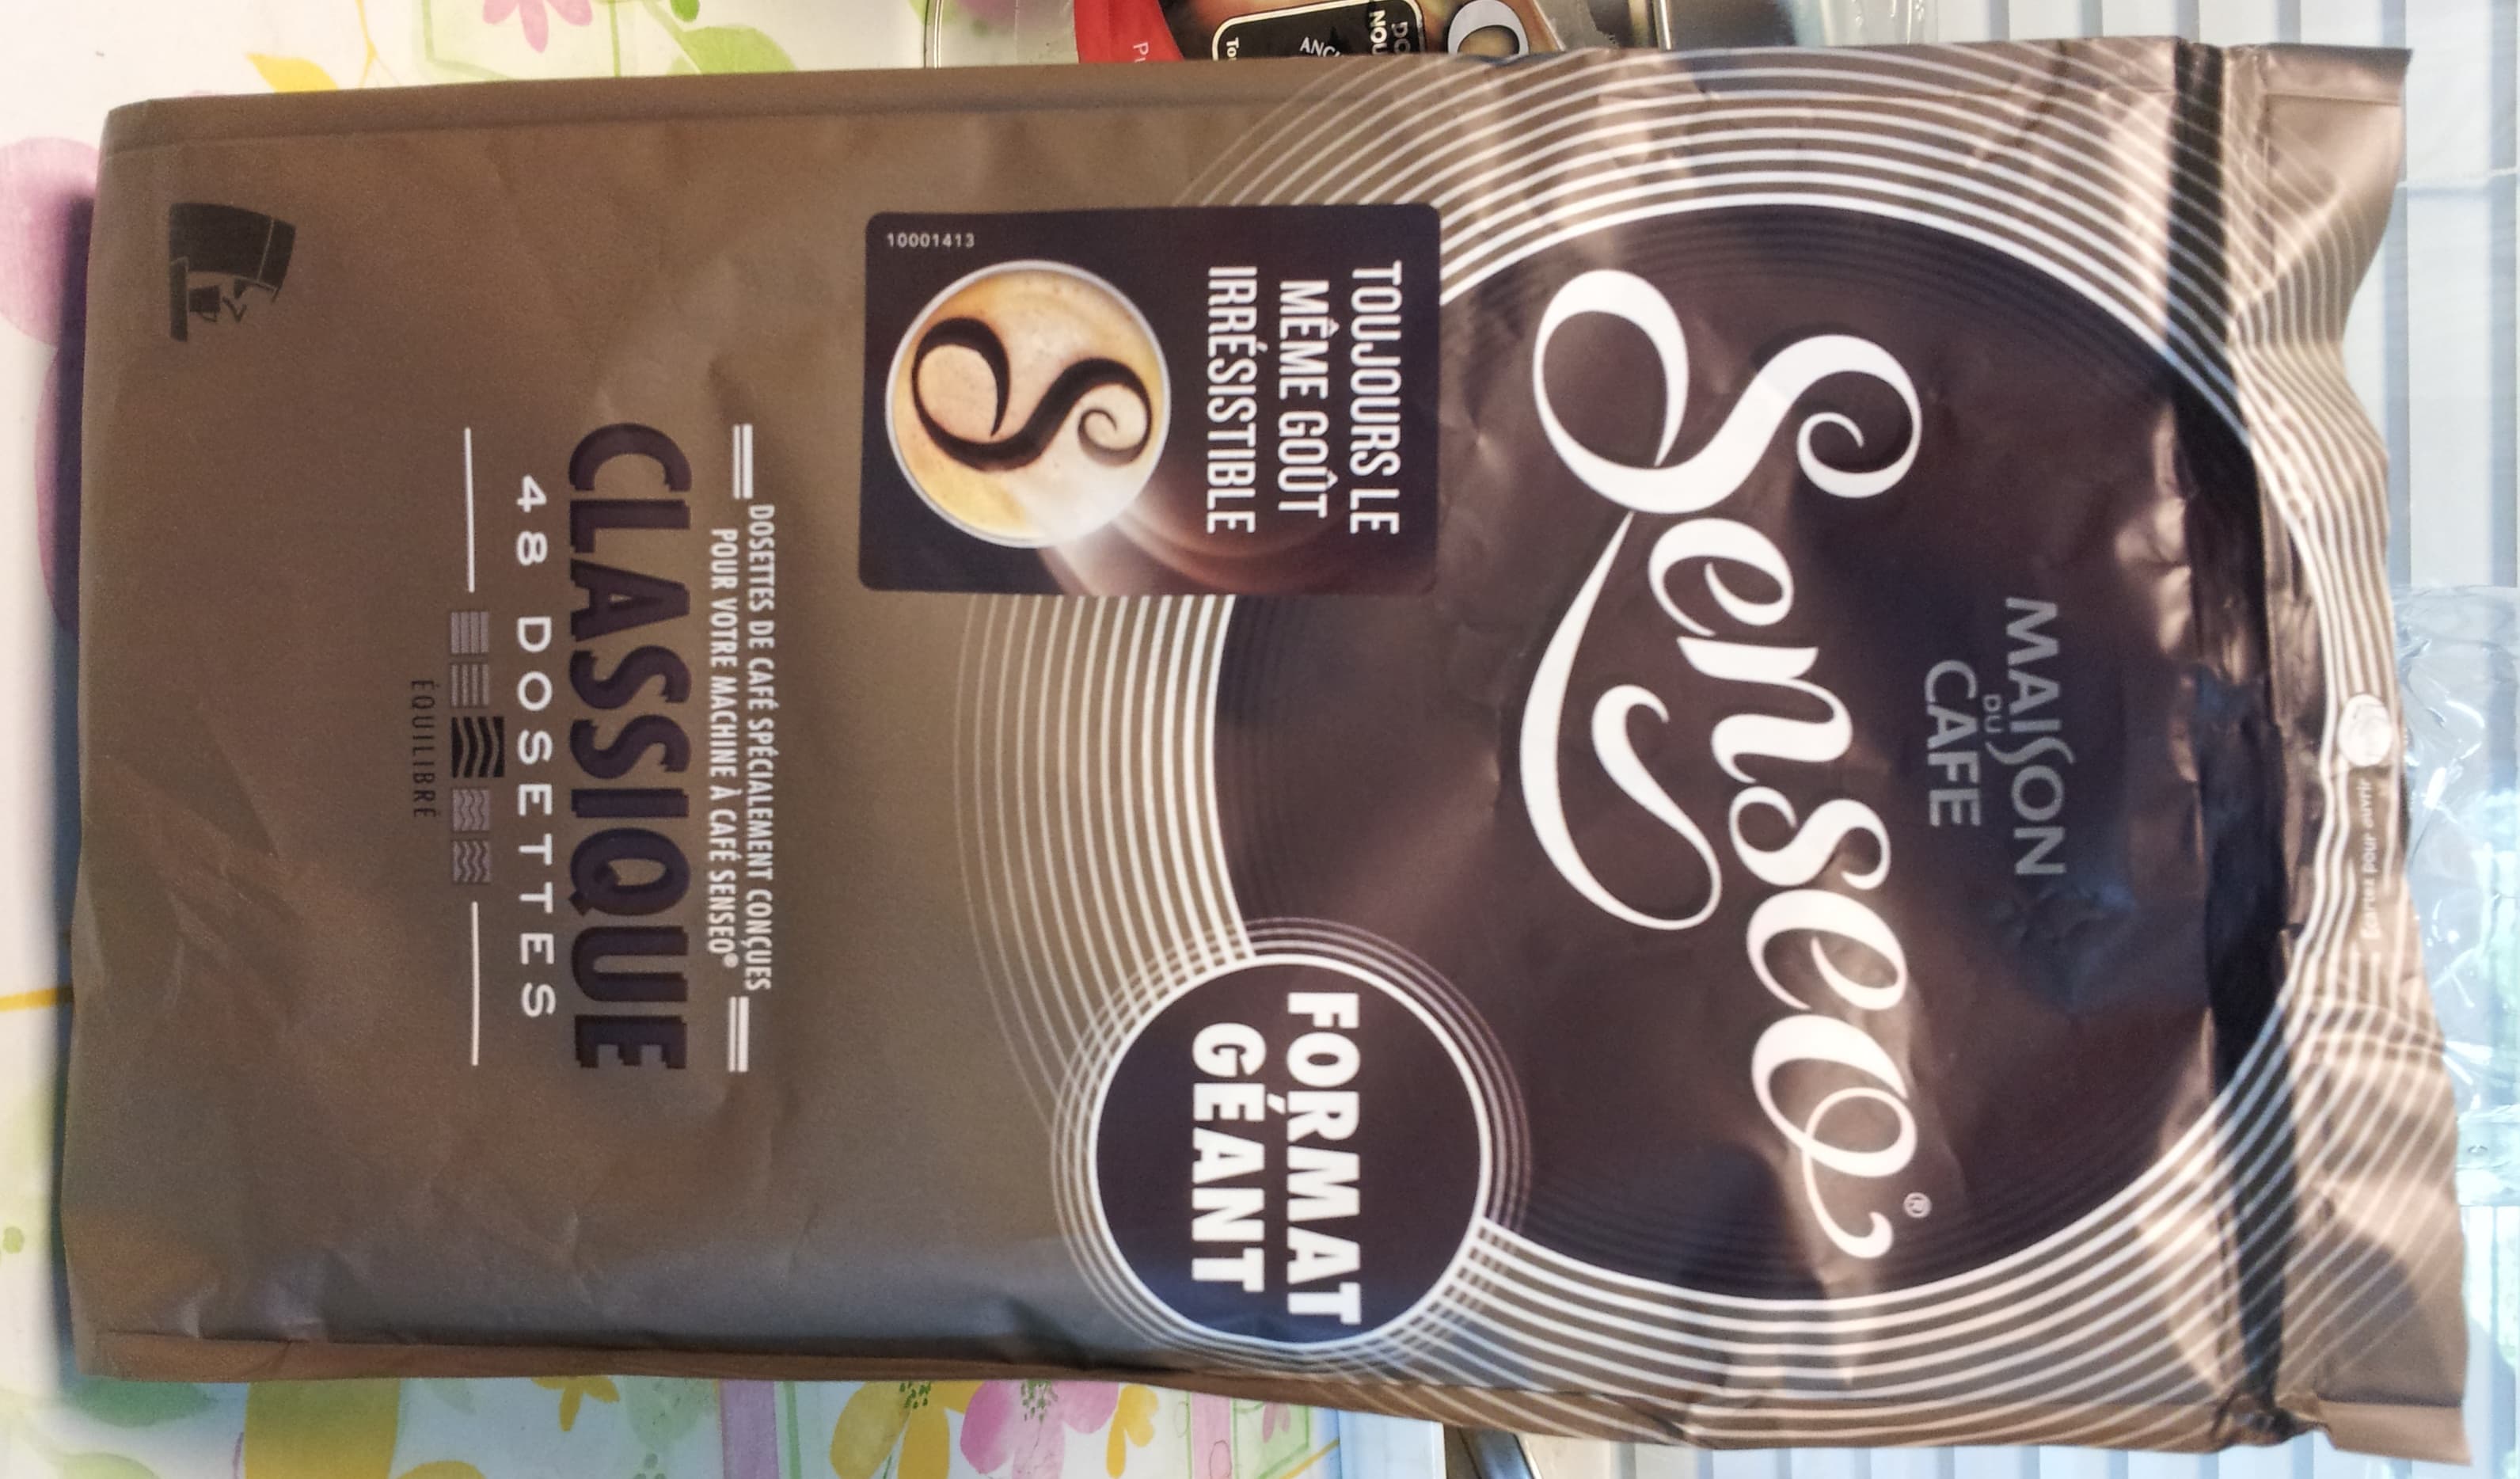 MAISON
DU
CAFE
Senseo®
TOUJOURS LE
MÊME GOÛT
IRRÉSISTIBLE
10001413
FORMAT
GÉANT
DOSETTES DE CAFÉ SPÉCIALEMENT CONÇUES
POUR VOTRE MACHINE À CAFÉ SENSEO®
CLASSIQUE
48 DOSETTES
ÉQUILIBRÉ